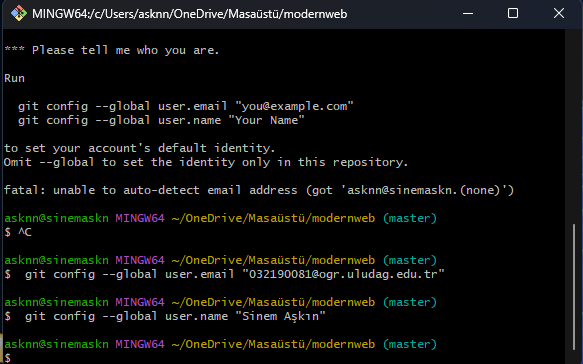 MINGW64:/c/Users/asknn/OneDrive/Masaüstü/modernweb
*** Please tell me who you are.
Run
git config --global user.email "you@example.com"
git config --global user.name "Your Name"
to set your account's default identity.
Omit --global to set the identity only in this repository.
fatal: unable to auto-detect email address (got 'asknn@sinemaskn.(none)')
asknn@sinemaskn MINGW64 ~/OneDrive/Masaüstü/modernweb (master)
$ ^C
asknn@sinemaskn MINGW64 ~/OneDrive/Masaüstü/modernweb (master)
$  git config --global user.email "032190081@ogr.uludag.edu.tr"
asknn@sinemaskn MINGW64 ~/OneDrive/Masaüstü/modernweb (master)
$  git config --global user.name "Sinem Aşkın"
asknn@sinemaskn MINGW64 ~/OneDrive/Masaüstü/modernweb (master)
$